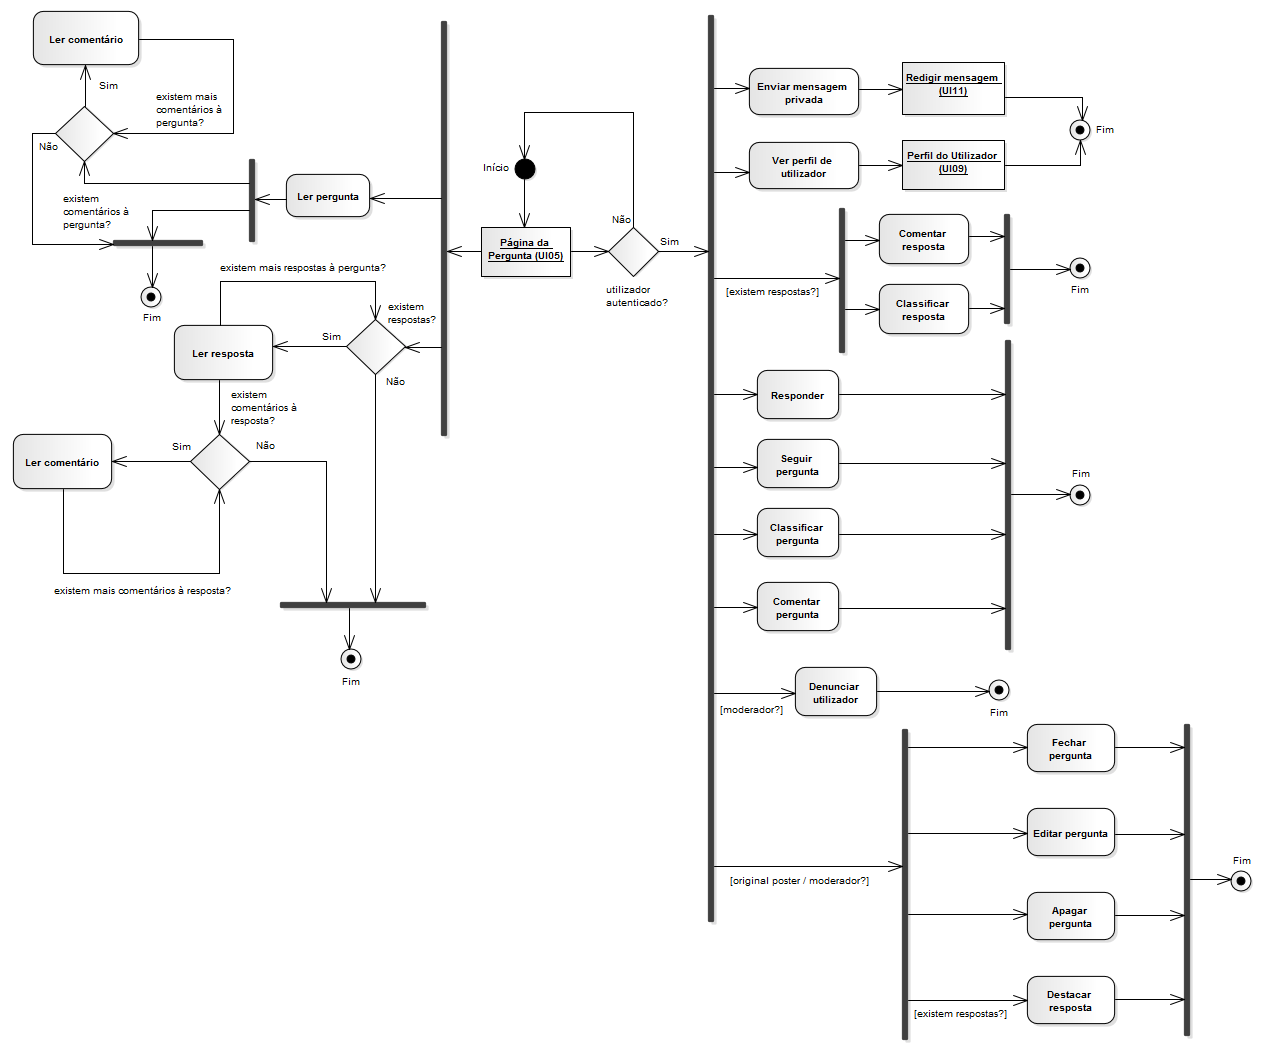 Ler comentário
Sim
existem mais
comentários à
pergunta?
Não
existem
comentários à
pergunta?
Ler pergunta
Fim
Início
Página da
Pergunta (UI05)
Não
Sim
utilizador
autenticado?
existem mais respostas à pergunta?
existem
respostas?
Sim
Não
Ler resposta
existem
comentários à
resposta?
Sim
Não
Ler comentário
existem mais comentários à resposta?
Fim
Enviar mensagem
privada
Redigir mensagem
(UI11)
Fim
Ver perfil de
utilizador
Perfil do Utilizador
(UI09)
[existem respostas?]
Comentar
resposta
Classificar
resposta
Fim
Responder
Seguir
pergunta
Classificar
pergunta
Comentar
pergunta
Fim
[moderador?]
Denunciar
utilizador
Fim
[original poster / moderador?]
Fechar
pergunta
Editar pergunta
Apagar
pergunta
[existem respostas?]
Destacar
resposta
Fim